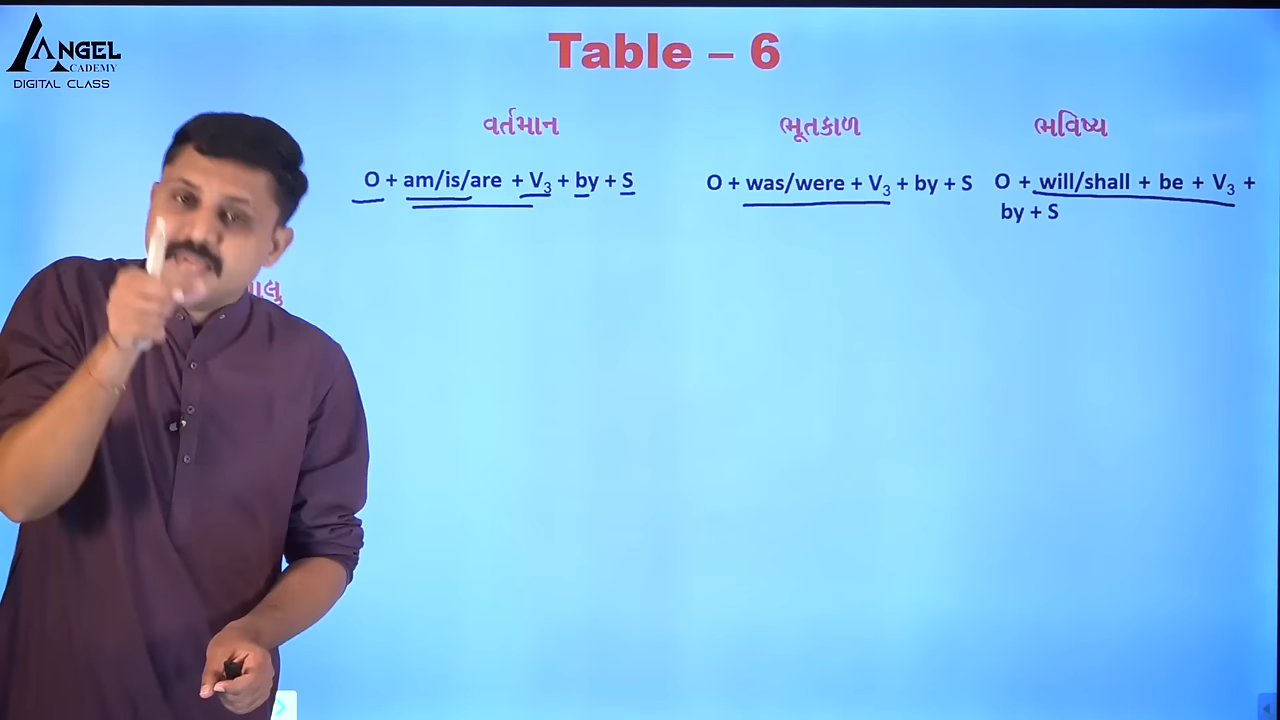 ANGEL
ACADEMY
DIGITAL CLASS
Table – 6
વર્તમાન ભૂતકાળ ભવિષ્ય
O + am/is/are + V₃ + by + S O + was/were + V₃ + by + S O + will/shall + be + V₃ +
by + S